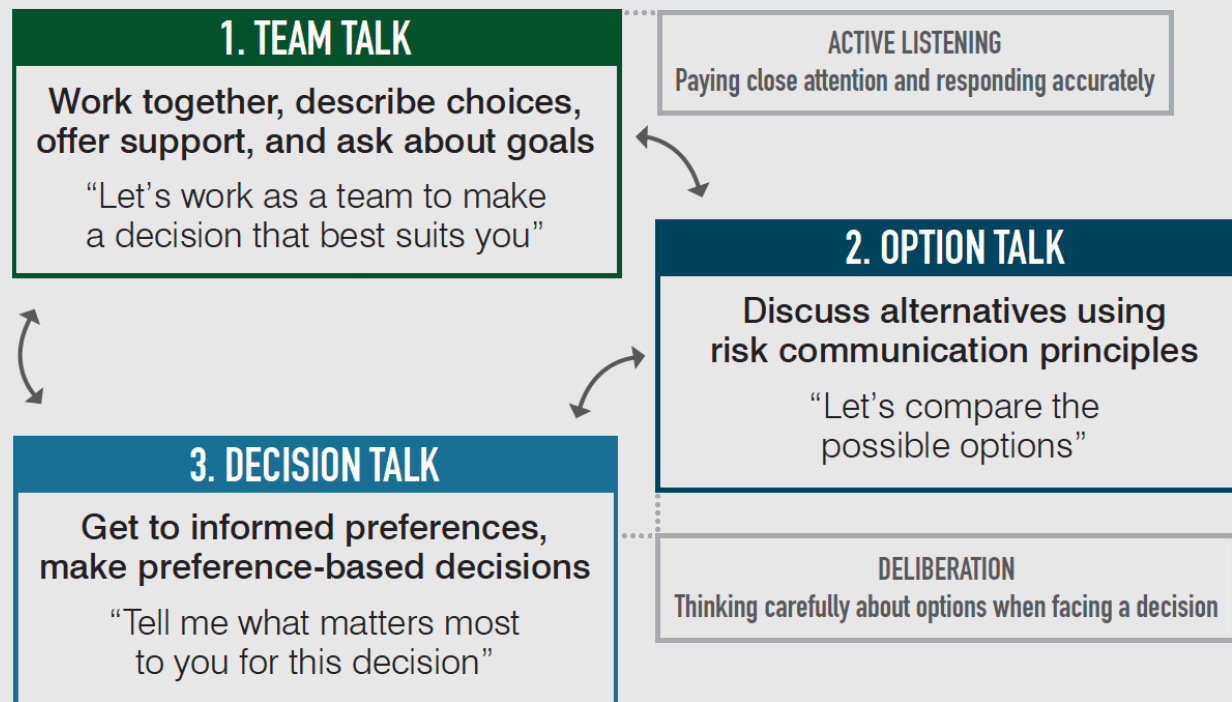 1. TEAM TALK
Work together, describe choices,
offer support, and ask about goals
“Let’s work as a team to make
a decision that best suits you”
ACTIVE LISTENING
Paying close attention and responding accurately
2. OPTION TALK
Discuss alternatives using
risk communication principles
“Let’s compare the
possible options”
3. DECISION TALK
Get to informed preferences,
make preference-based decisions
“Tell me what matters most
to you for this decision”
DELIBERATION
Thinking carefully about options when facing a decision